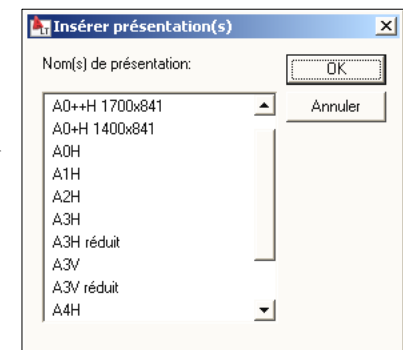 Insérer présentation(s)
Nom(s) de présentation:
OK
Annuler
A0++H 1700x841
A0+H 1400x841
A0H
A1H
A2H
A3H
A3H réduit
A3V
A3V réduit
A4H